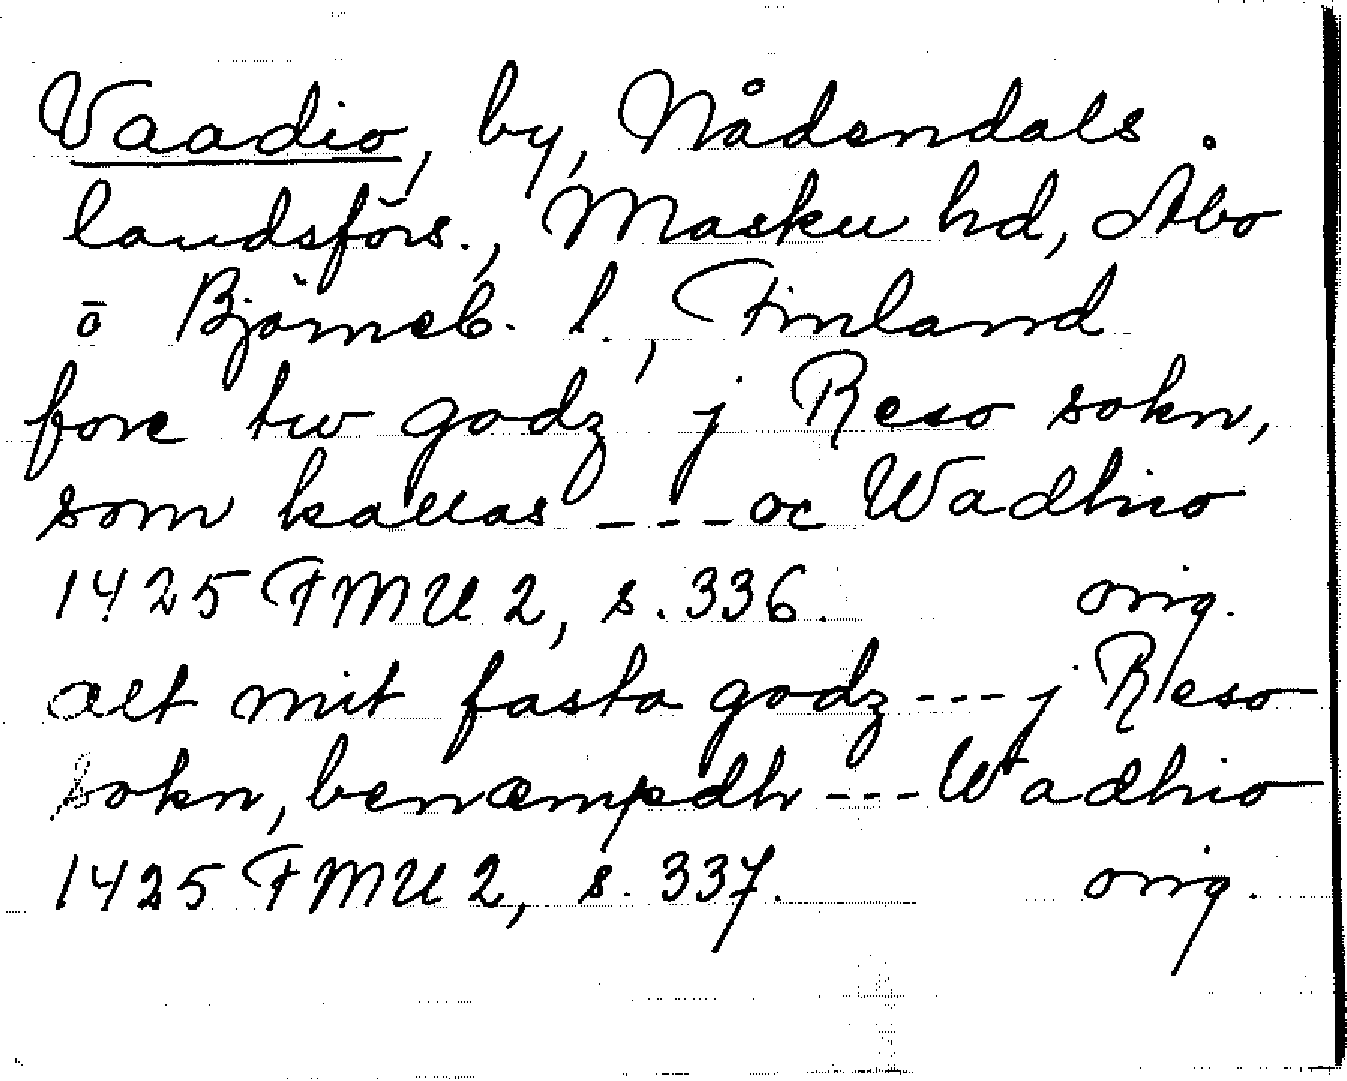 Vaadio, by, Nådendals.
landsförs., Masku hd, Åbo
o Björneb. l., Finland
fore tw godz j Reso sokn,
som kallas --- oc Wadhio
1425 FMU 2, s. 336. orig.
alt mit fasta godz --- j Reso
sokn, benæmpdh --- Wadhio
1425 FMU 2, s. 337. orig.